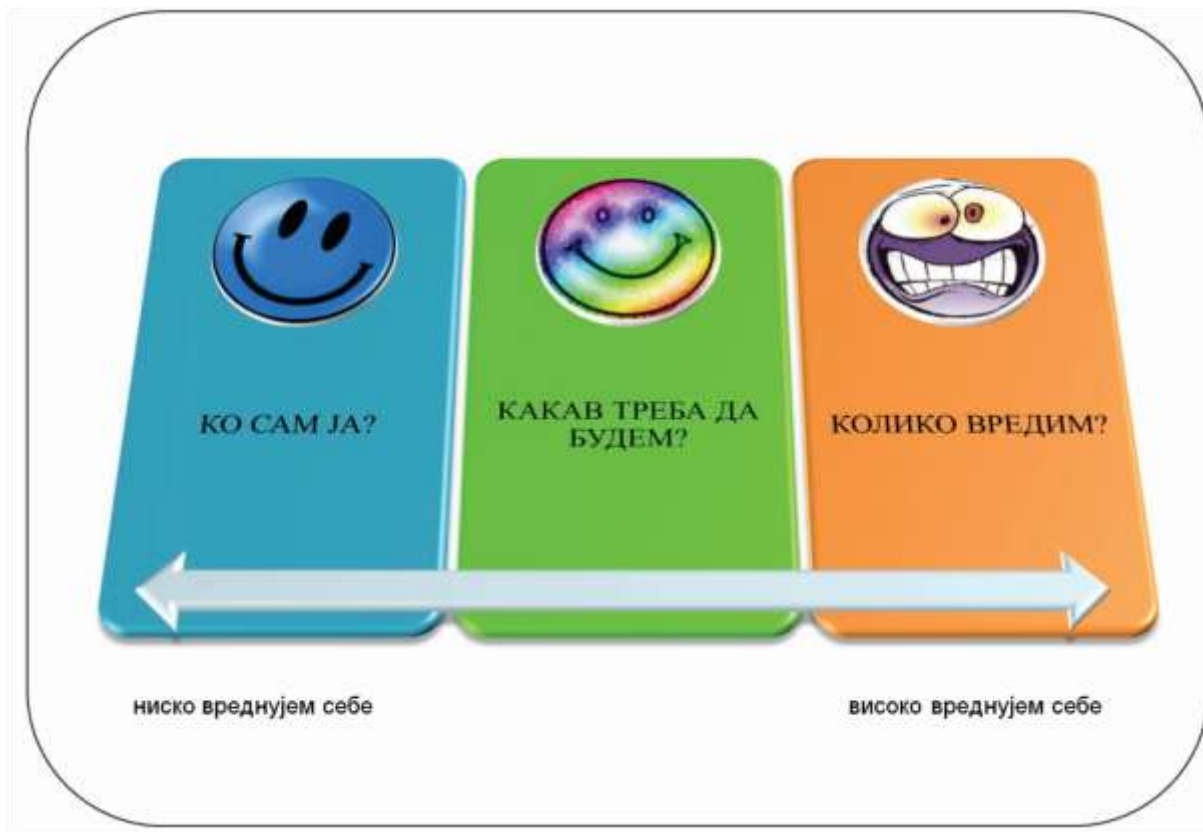 КО САМ ЈА?
КАКАВ ТРЕБА ДА
БУДЕМ?
КОЛИКО ВРЕДИМ?
ниско вреднујем себе
високо вреднујем себе